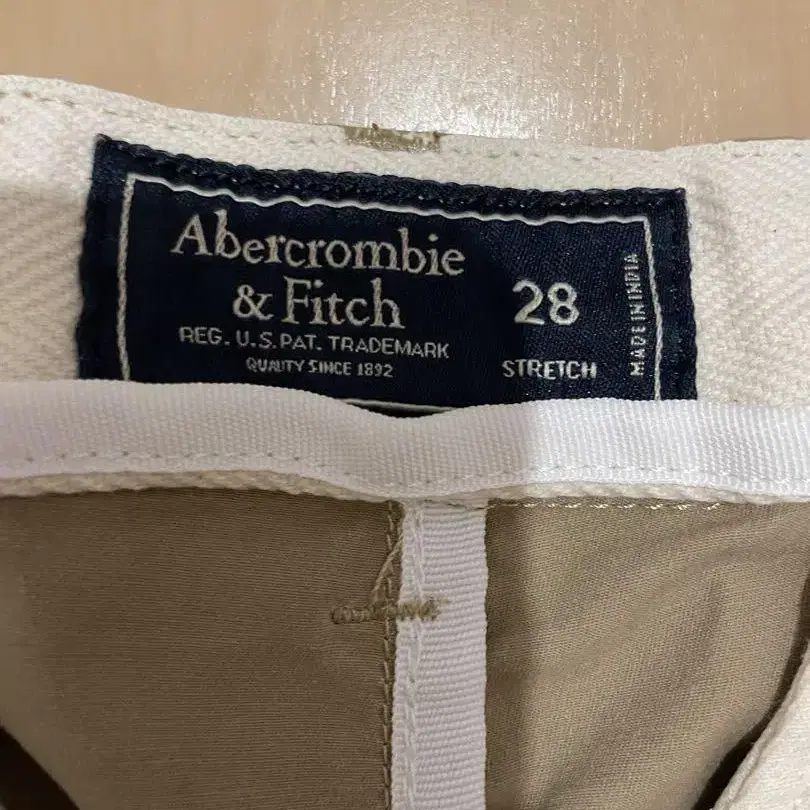 Abercrombie
& Fitch
REG. U.S. PAT. TRADEMARK
QUALITY SINCE 1892
28
STRETCH
MADE IN INDIA